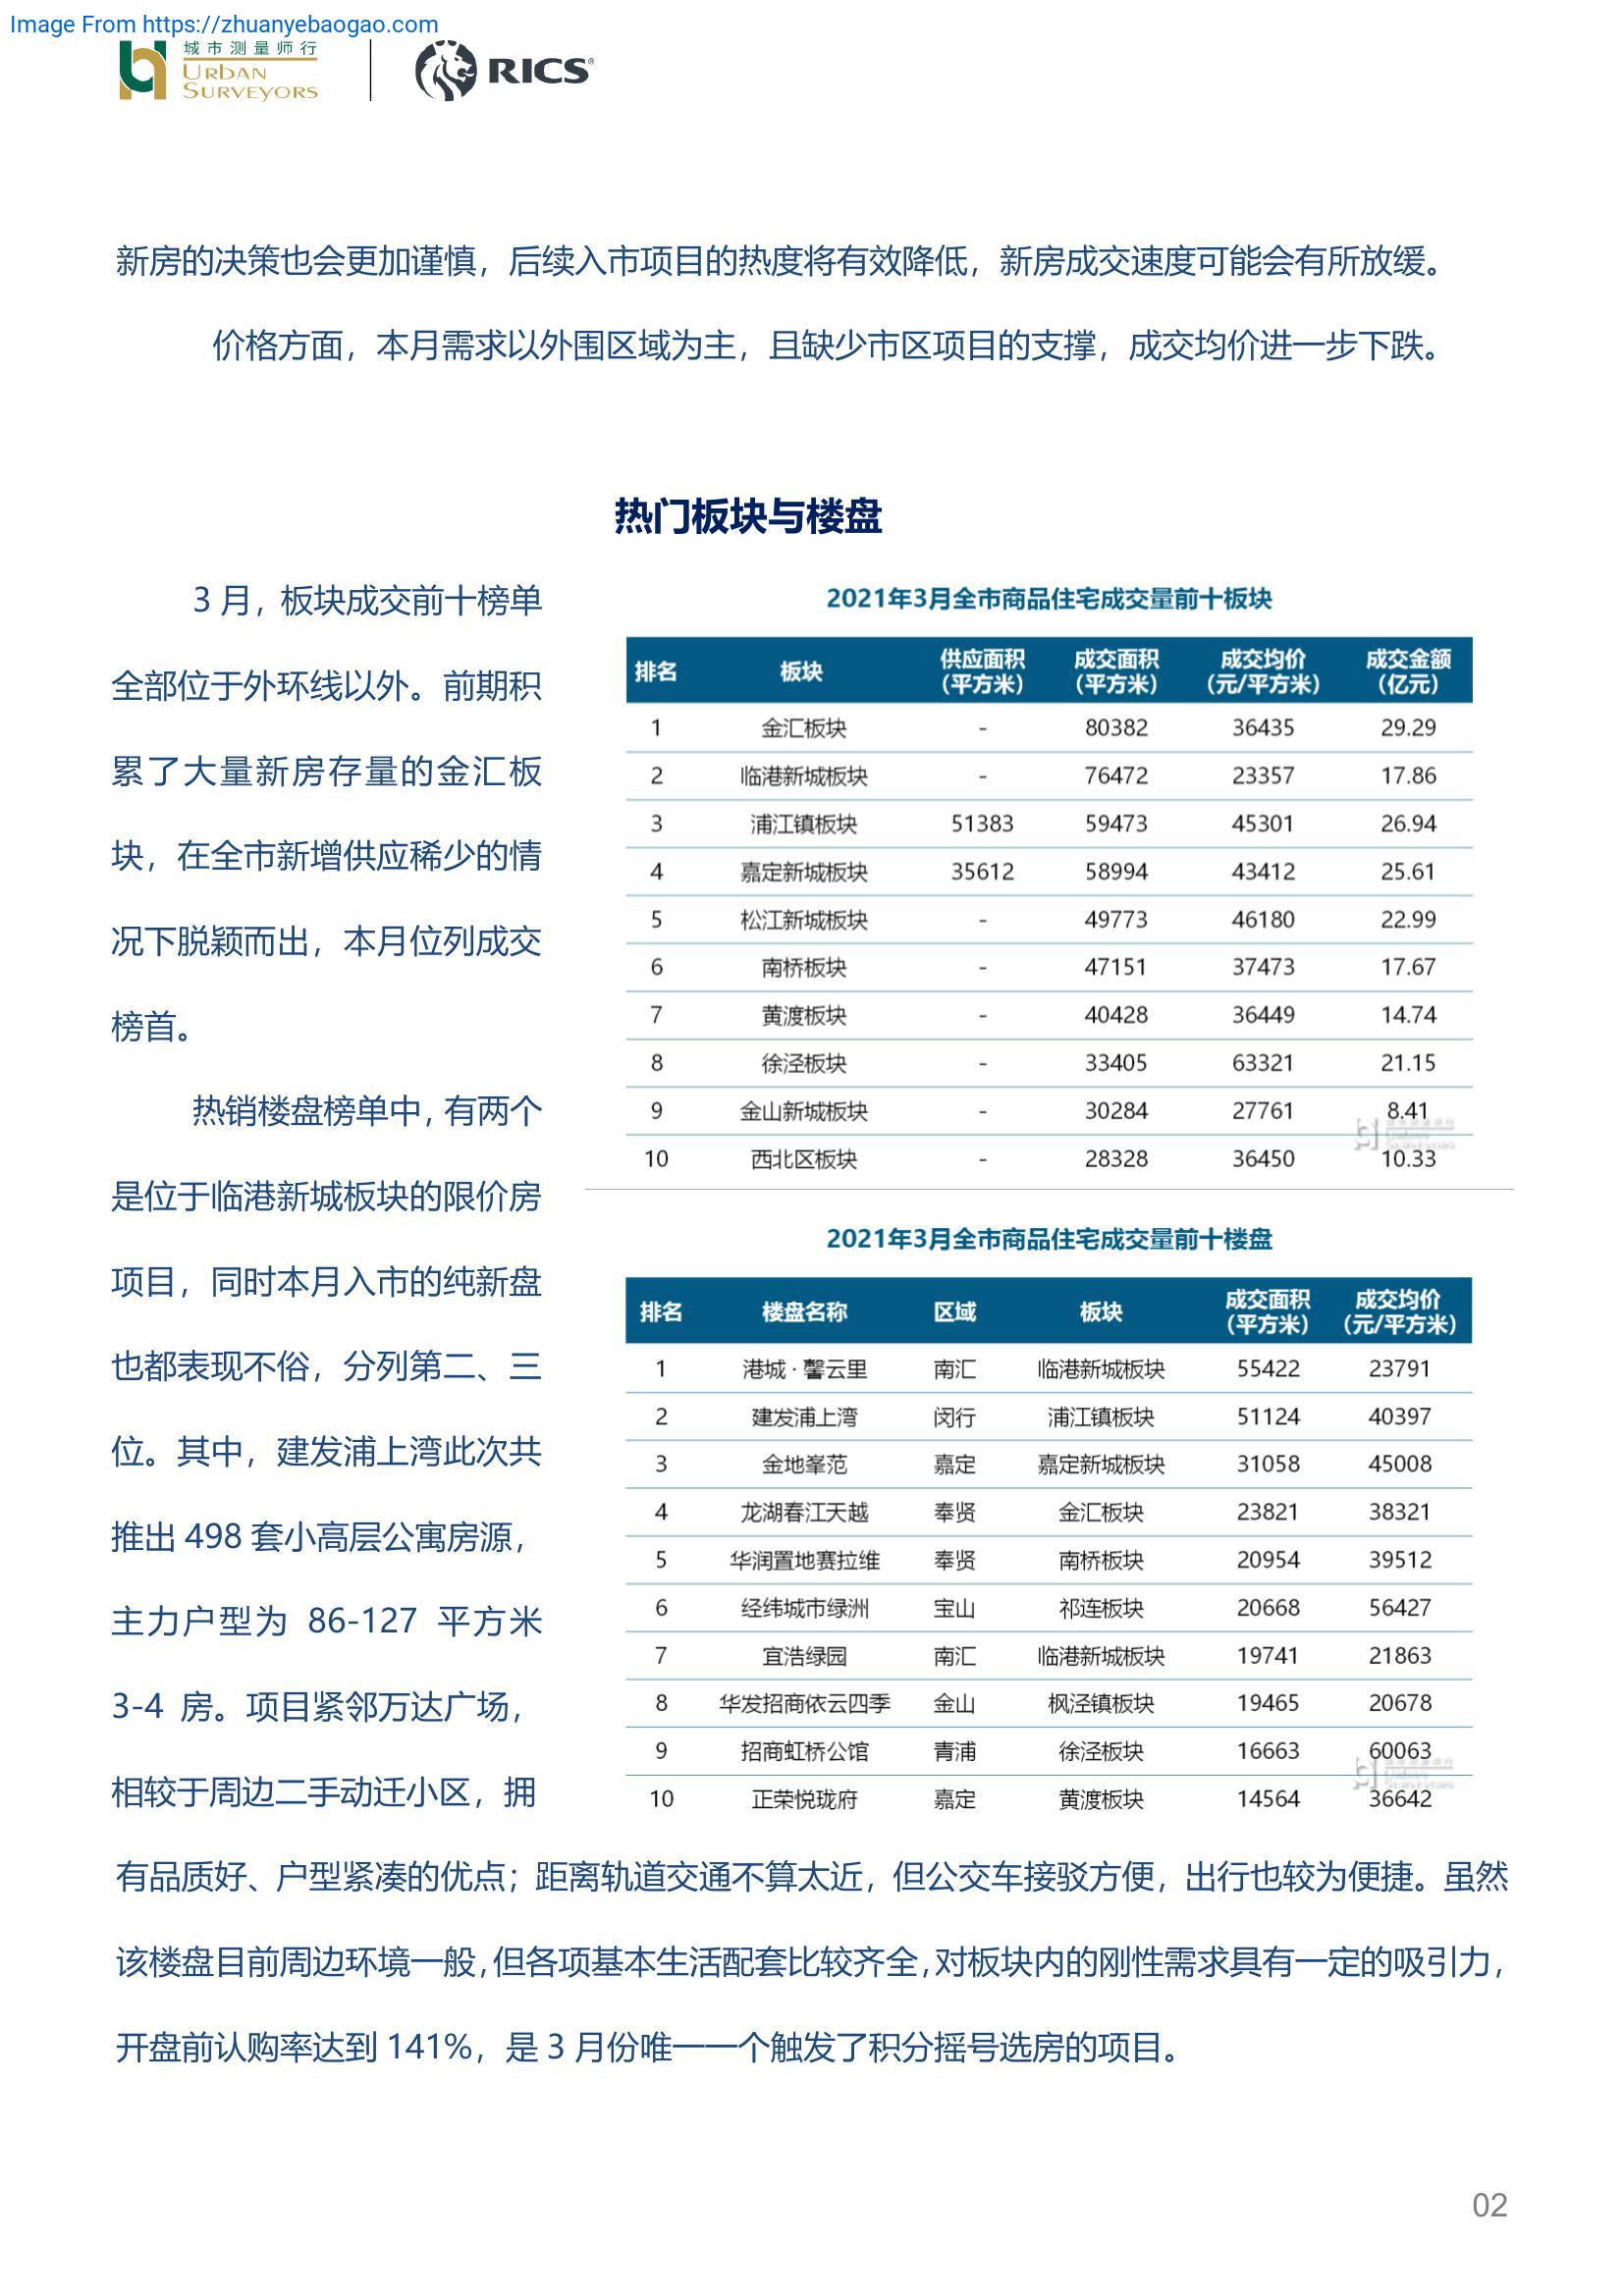 Image From https://zhuanyebaogao.com
城市测量师行
URBAN
SURVEYORS
RICS®
新房的决策也会更加谨慎，后续入市项目的热度将有效降低，新房成交速度可能会有所放缓。
价格方面，本月需求以外围区域为主，且缺少市区项目的支撑，成交均价进一步下跌。
热门板块与楼盘
3 月，板块成交前十榜单
全部位于外环线以外。前期积
累了大量新房存量的金汇板
块，在全市新增供应稀少的情
况下脱颖而出，本月位列成交
榜首。
热销楼盘榜单中，有两个
是位于临港新城板块的限价房
项目，同时本月入市的纯新盘
也都表现不俗，分列第二、三
位。其中，建发浦上湾此次共
推出 498 套小高层公寓房源，
主力户型为 86-127 平方米
3-4 房。项目紧邻万达广场，
相较于周边二手动迁小区，拥
有品质好、户型紧凑的优点；距离轨道交通不算太近，但公交车接驳方便，出行也较为便捷。虽然
该楼盘目前周边环境一般，但各项基本生活配套比较齐全，对板块内的刚性需求具有一定的吸引力，
开盘前认购率达到 141%，是 3 月份唯一一个触发了积分摇号选房的项目。
2021年3月全市商品住宅成交量前十板块
排名 板块 供应面积（平方米） 成交面积（平方米） 成交均价（元/平方米） 成交金额（亿元）
1 金汇板块 - 80382 36435 29.29
2 临港新城板块 - 76472 23357 17.86
3 浦江镇板块 51383 59473 45301 26.94
4 嘉定新城板块 35612 58994 43412 25.61
5 松江新城板块 - 49773 46180 22.99
6 南桥板块 - 47151 37473 17.67
7 黄渡板块 - 40428 36449 14.74
8 徐泾板块 - 33405 63321 21.15
9 金山新城板块 - 30284 27761 8.41
10 西北区板块 - 28328 36450 10.33
2021年3月全市商品住宅成交量前十楼盘
排名 楼盘名称 区域 板块 成交面积（平方米） 成交均价（元/平方米）
1 港城·馨云里 南汇 临港新城板块 55422 23791
2 建发浦上湾 闵行 浦江镇板块 51124 40397
3 金地峯范 嘉定 嘉定新城板块 31058 45008
4 龙湖春江天越 奉贤 金汇板块 23821 38321
5 华润置地赛拉维 奉贤 南桥板块 20954 39512
6 经纬城市绿洲 宝山 祁连板块 20668 56427
7 宜浩绿园 南汇 临港新城板块 19741 21863
8 华发招商依云四季 金山 枫泾镇板块 19465 20678
9 招商虹桥公馆 青浦 徐泾板块 16663 60063
10 正荣悦珑府 嘉定 黄渡板块 14564 36642
02